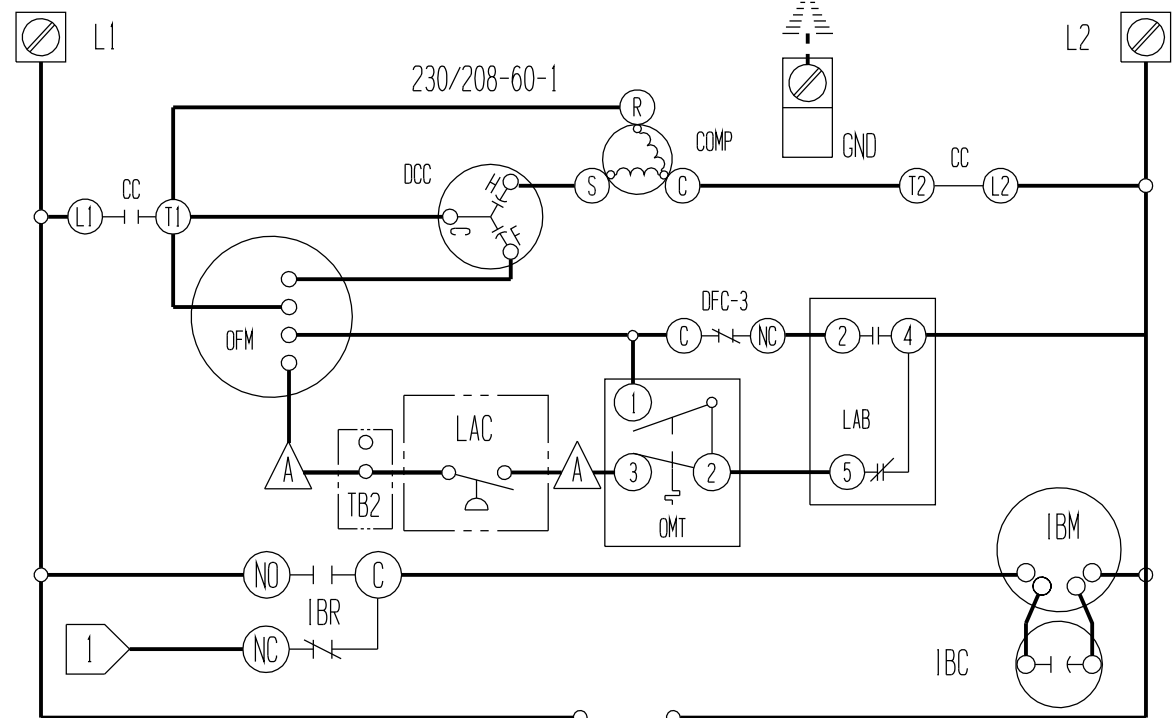 L1
L2
230/208-60-1
R
COMP
GND
CC
DCC
H
S
C
T2
CC
L2
L1
T1
C
F
DFC-3
OFM
C
NC
2
4
1
LAC
LAB
A
A
3
2
5
TB2
OMT
IBM
NO
C
IBR
1
NC
IBC